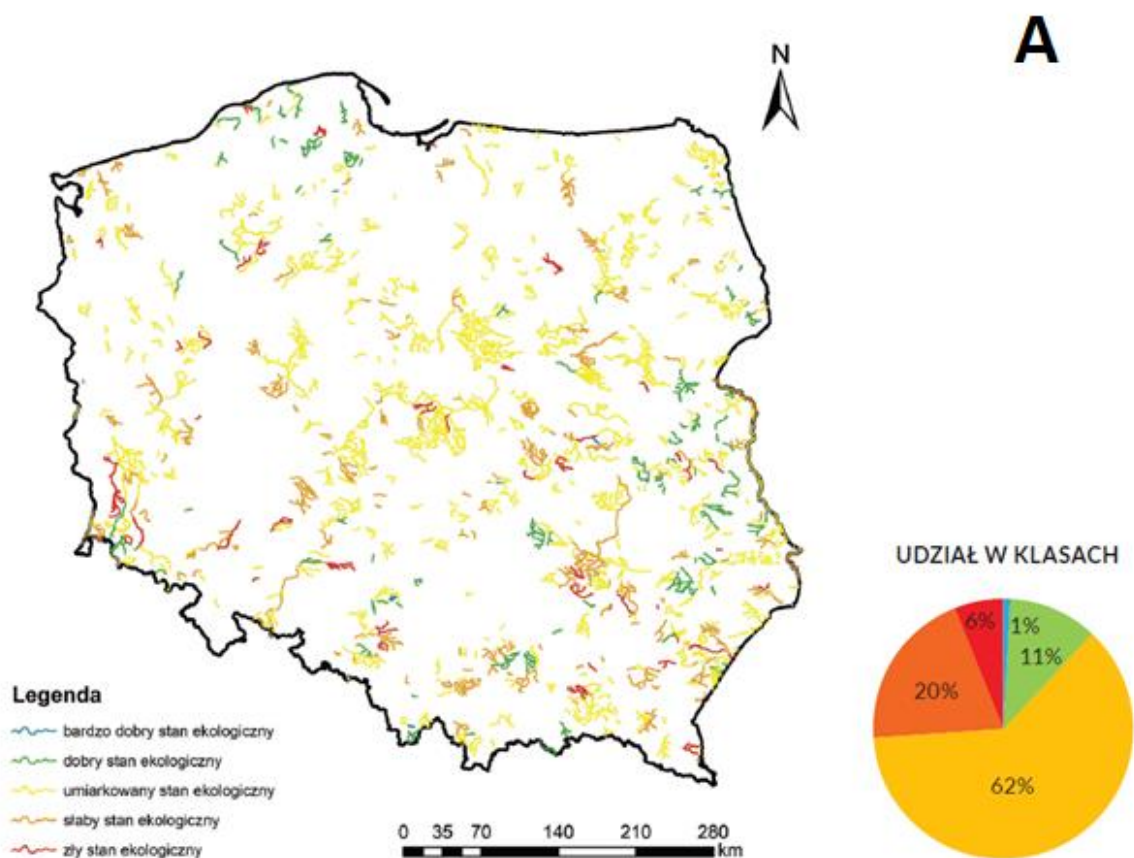 A
N
UDZIAŁ W KLASACH
6%
1%
11%
20%
62%
Legenda
bardzo dobry stan ekologiczny
dobry stan ekologiczny
umiarkowany stan ekologiczny
słaby stan ekologiczny
zły stan ekologiczny
0 35 70 140 210 280
km